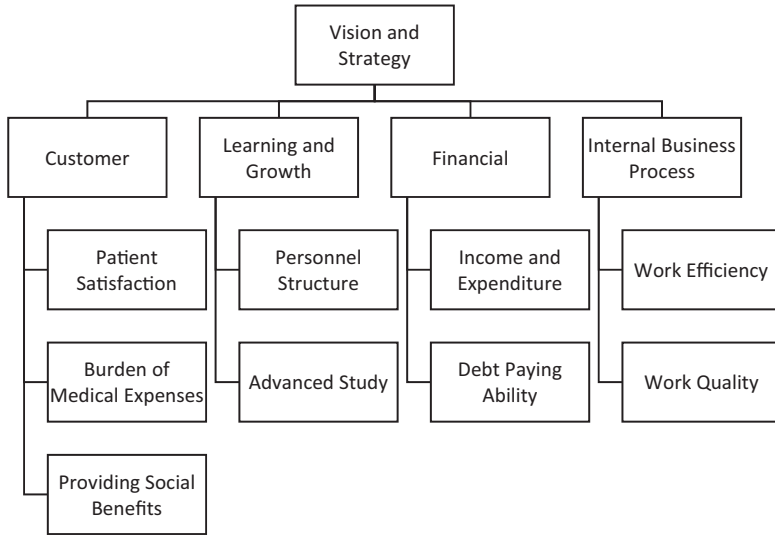 Vision and
Strategy
Customer
Learning and
Growth
Financial
Internal Business
Process
Patient
Satisfaction
Personnel
Structure
Income and
Expenditure
Work Efficiency
Burden of
Medical Expenses
Advanced Study
Debt Paying
Ability
Work Quality
Providing Social
Benefits